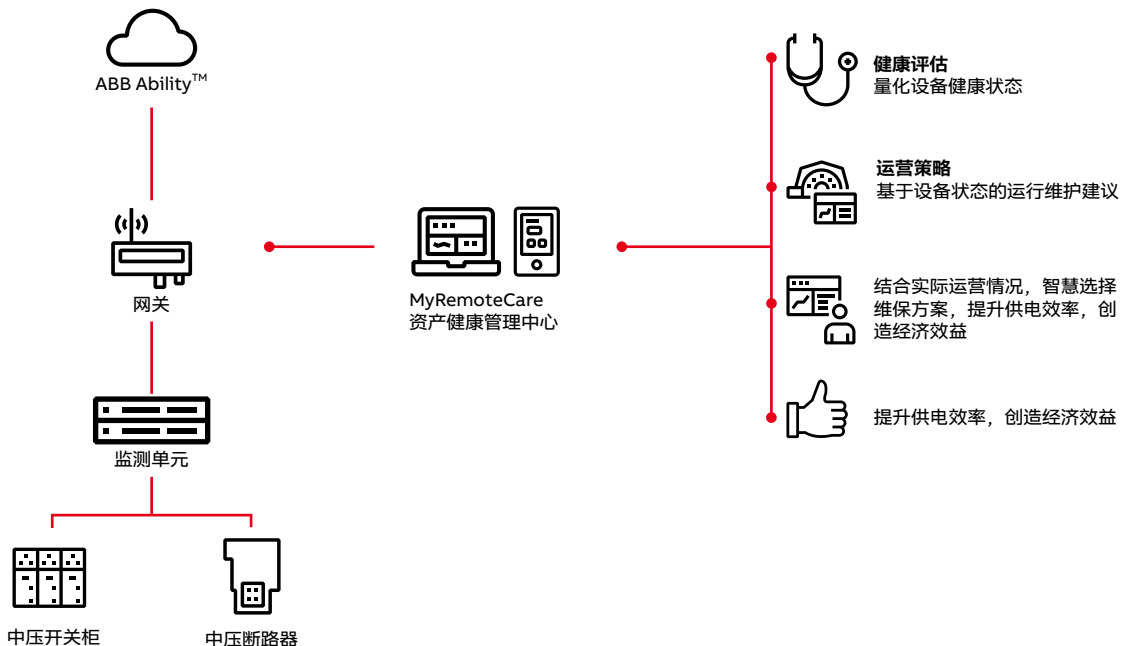 ABB Ability™
网关
监测单元
中压开关柜
中压断路器
MyRemoteCare
资产健康管理中心
健康评估
量化设备健康状态
运营策略
基于设备状态的运行维护建议
结合实际运营情况，智慧选择
维保方案，提升供电效率，创
造经济效益
提升供电效率，创造经济效益